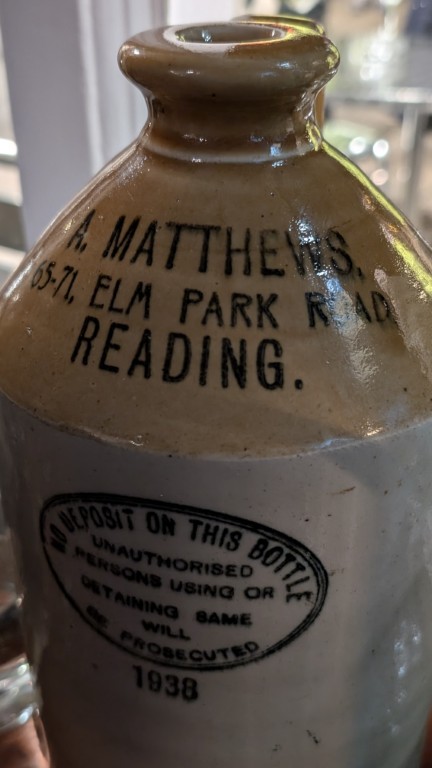 A. MATTHEWS,
65-71, ELM PARK ROAD
READING.
NO DEPOSIT ON THIS BOTTLE
UNAUTHORISED
PERSONS USING OR
DETAINING SAME
WILL
BE PROSECUTED
1938